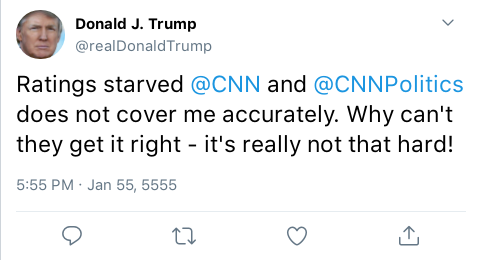 Donald J. Trump
@realDonaldTrump
Ratings starved @CNN and @CNNPolitics
does not cover me accurately. Why can't
they get it right - it's really not that hard!
5:55 PM · Jan 55, 5555